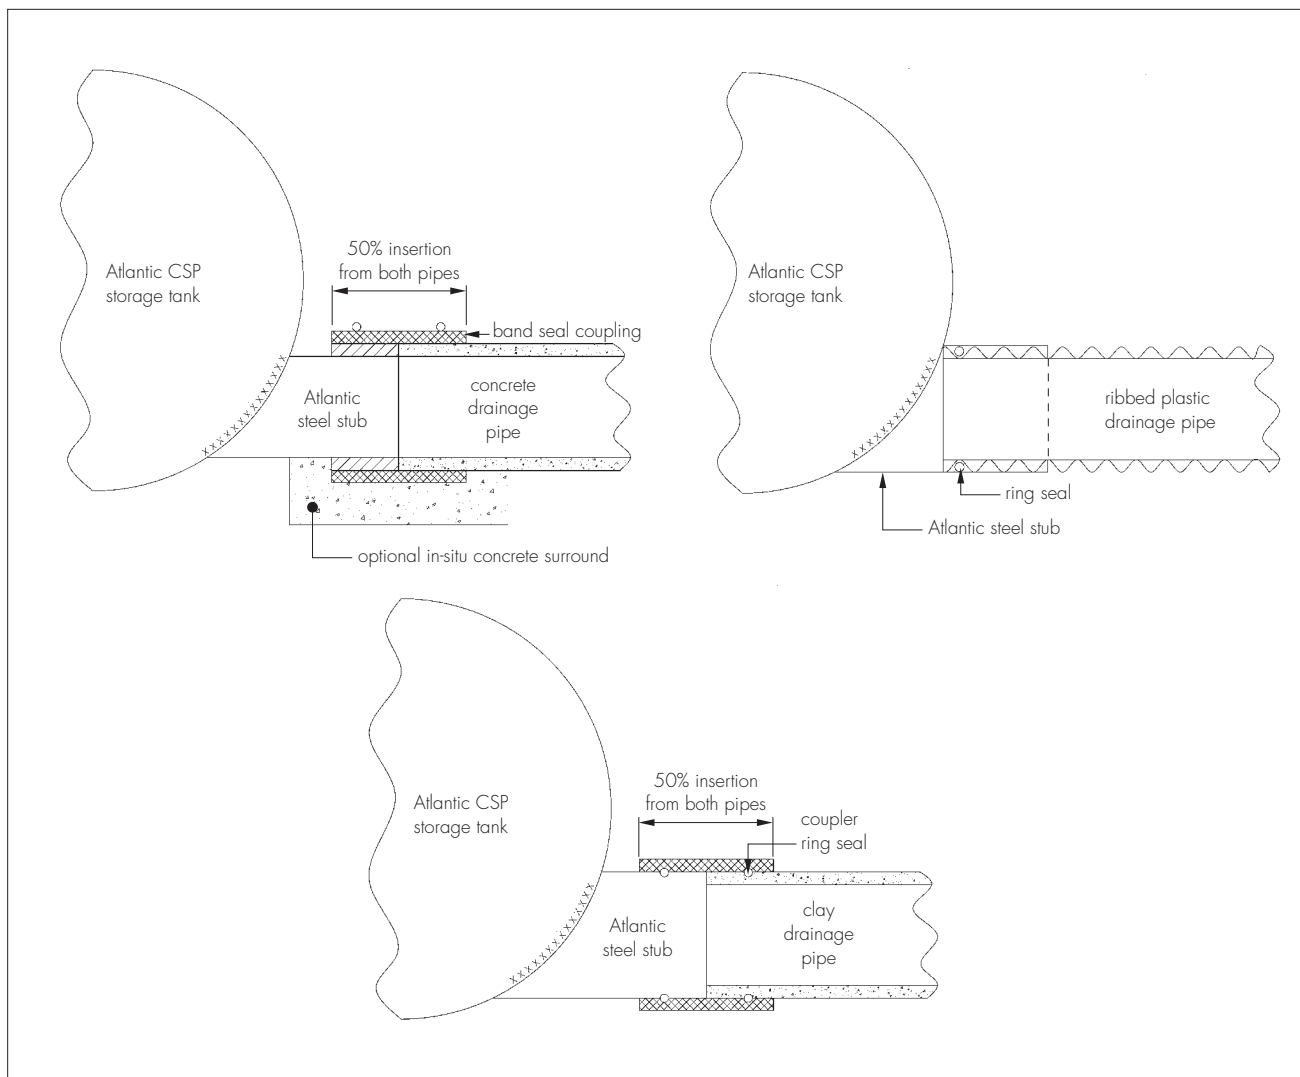 Atlantic CSP
storage tank
50% insertion
from both pipes
band seal coupling
Atlantic
steel stub
concrete
drainage
pipe
optional in-situ concrete surround
Atlantic CSP
storage tank
ribbed plastic
drainage pipe
ring seal
Atlantic steel stub
Atlantic CSP
storage tank
50% insertion
from both pipes
coupler
ring seal
Atlantic
steel stub
clay
drainage
pipe